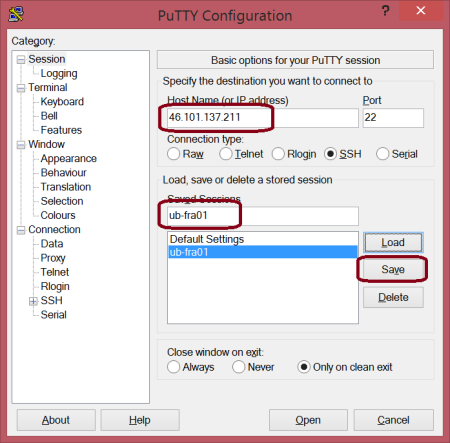 PuTTY Configuration
?
Category:
Session
Logging
Terminal
Keyboard
Bell
Features
Window
Appearance
Behaviour
Translation
Selection
Colours
Connection
Data
Proxy
Telnet
Rlogin
SSH
Serial
Basic options for your PuTTY session
Specify the destination you want to connect to
Host Name (or IP address) Port
46.101.137.211 22
Connection type:
Raw Telnet Rlogin SSH Serial
Load, save or delete a stored session
Saved Sessions
ub-fra01
Default Settings
ub-fra01
Load
Save
Delete
Close window on exit:
Always Never Only on clean exit
About Help Open Cancel